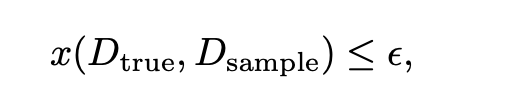 x(D_true, D_sample) ≤ ϵ,